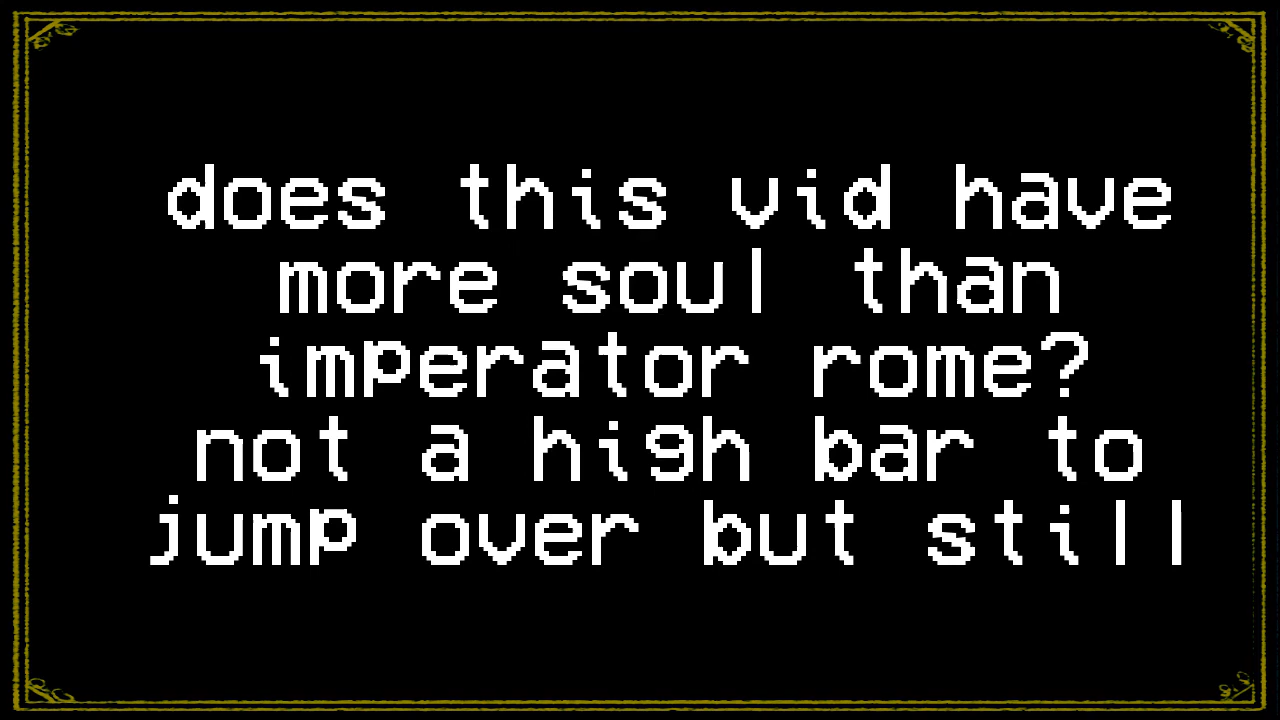 does this vid have
more soul than
imperator rome?
not a high bar to
jump over but still